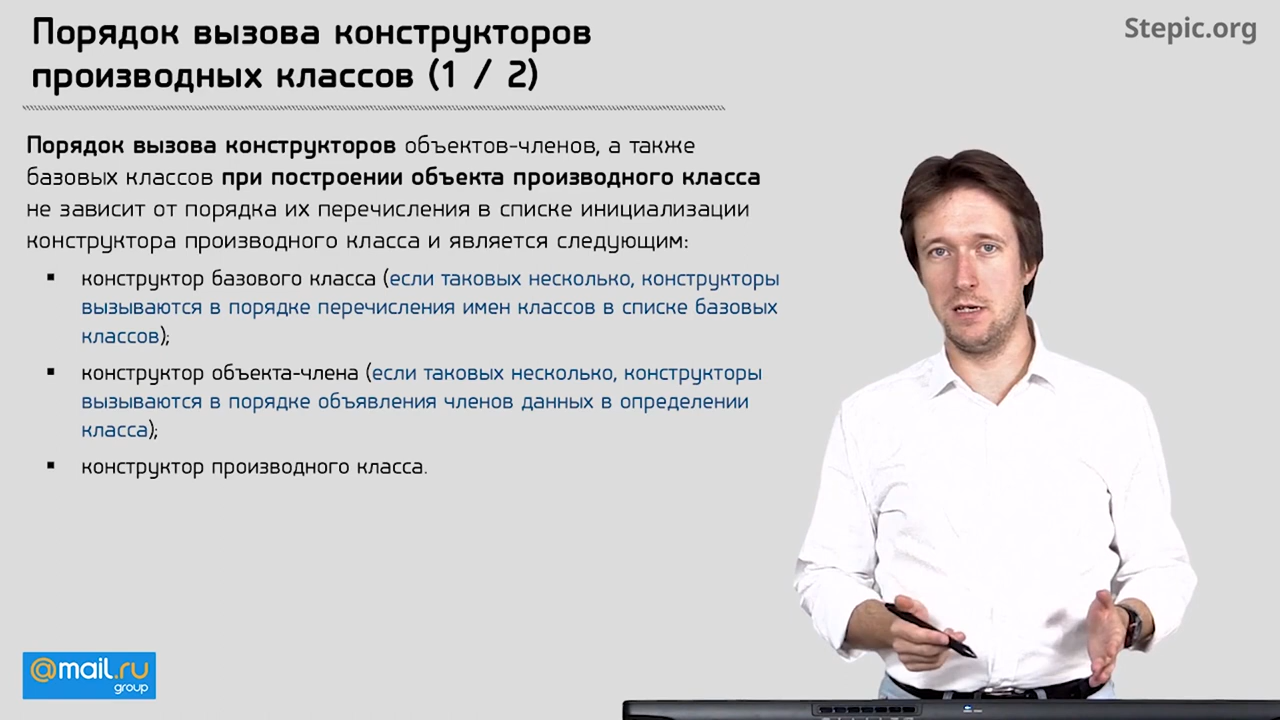 Порядок вызова конструкторов
производных классов (1 / 2)
Stepic.org
Порядок вызова конструкторов объектов-членов, а также
базовых классов при построении объекта производного класса
не зависит от порядка их перечисления в списке инициализации
конструктора производного класса и является следующим:
▪ конструктор базового класса (если таковых несколько, конструкторы
вызываются в порядке перечисления имен классов в списке базовых
классов);
▪ конструктор объекта-члена (если таковых несколько, конструкторы
вызываются в порядке объявления членов данных в определении
класса);
▪ конструктор производного класса.
@mail.ru
group